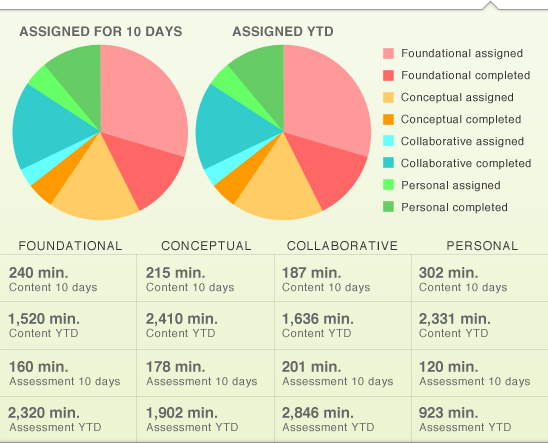 ASSIGNED FOR 10 DAYS
ASSIGNED YTD
Foundational assigned
Foundational completed
Conceptual assigned
Conceptual completed
Collaborative assigned
Collaborative completed
Personal assigned
Personal completed
FOUNDATIONAL CONCEPTUAL COLLABORATIVE PERSONAL
240 min. 215 min. 187 min. 302 min.
Content 10 days Content 10 days Content 10 days Content 10 days
1,520 min. 2,410 min. 1,636 min. 2,331 min.
Content YTD Content YTD Content YTD Content YTD
160 min. 178 min. 201 min. 120 min.
Assessment 10 days Assessment 10 days Assessment 10 days Assessment 10 days
2,320 min. 1,902 min. 2,846 min. 923 min.
Assessment YTD Assessment YTD Assessment YTD Assessment YTD